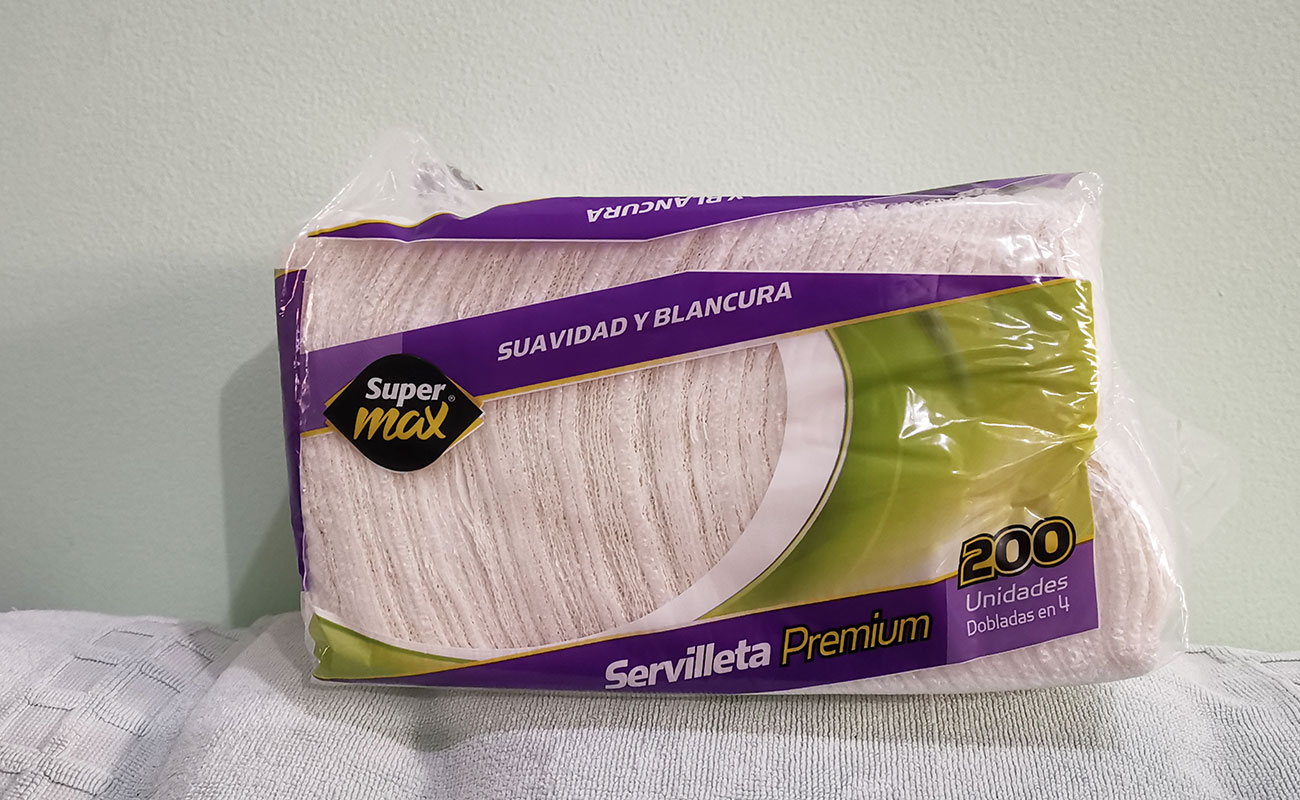 Y BLANCURA
SUAVIDAD Y BLANCURA
Super
max®
200
Unidades
Dobladas en 4
Servilleta Premium